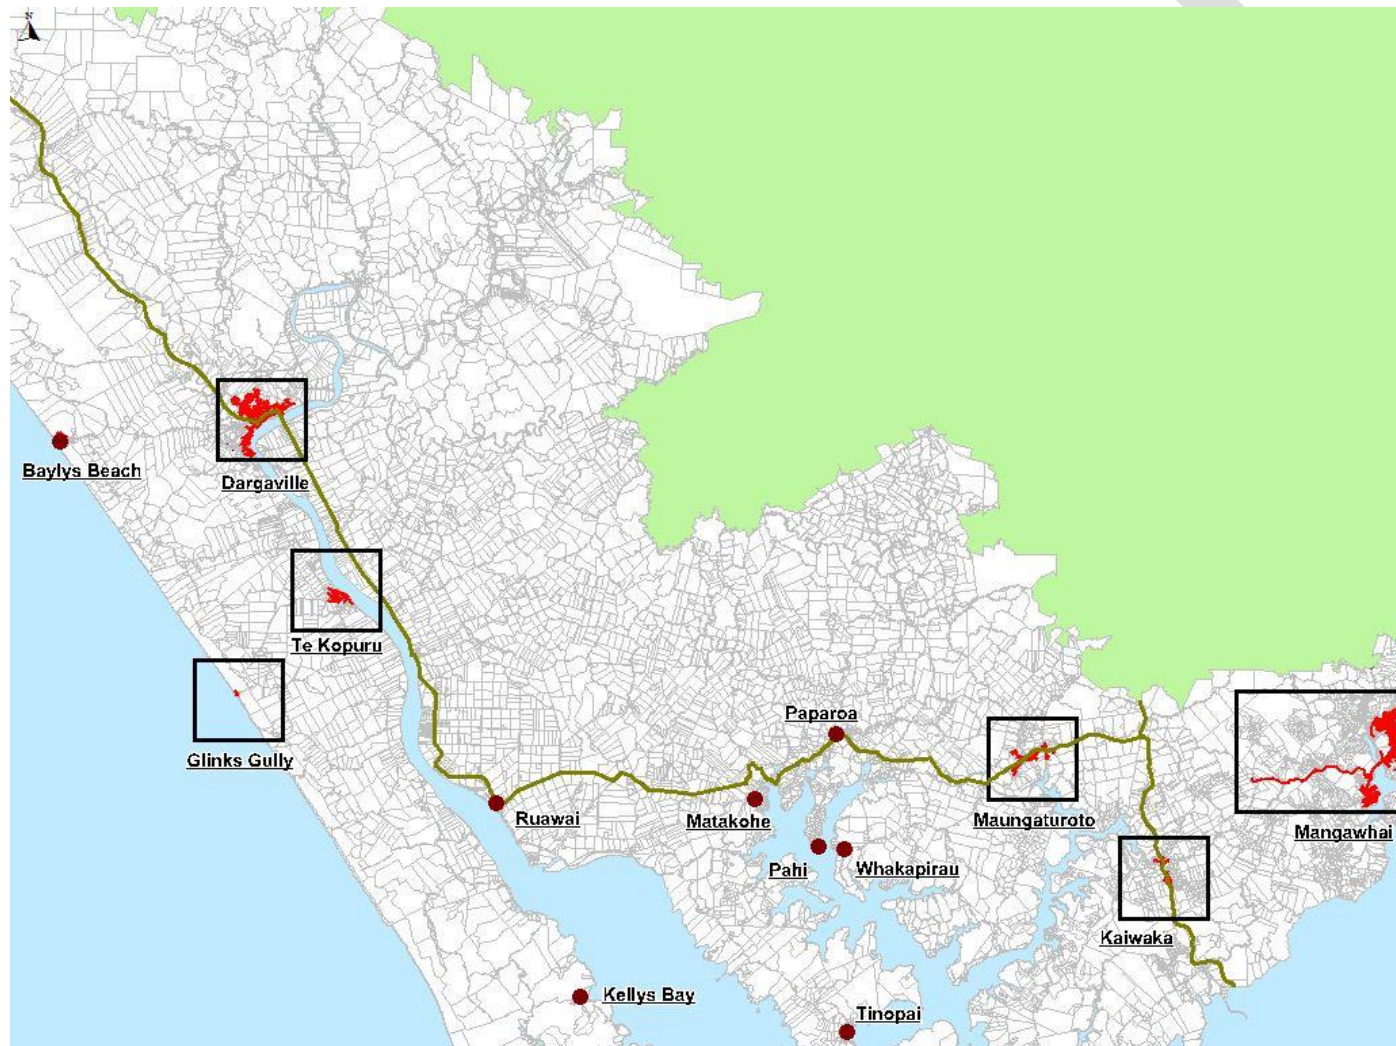 N
Baylys Beach
Dargaville
Te Kopuru
Glinks Gully
Paparoa
Ruawai
Matakohe
Maungaturoto
Mangawhai
Pahi
Whakapirau
Kaiwaka
Kellys Bay
Tinopai